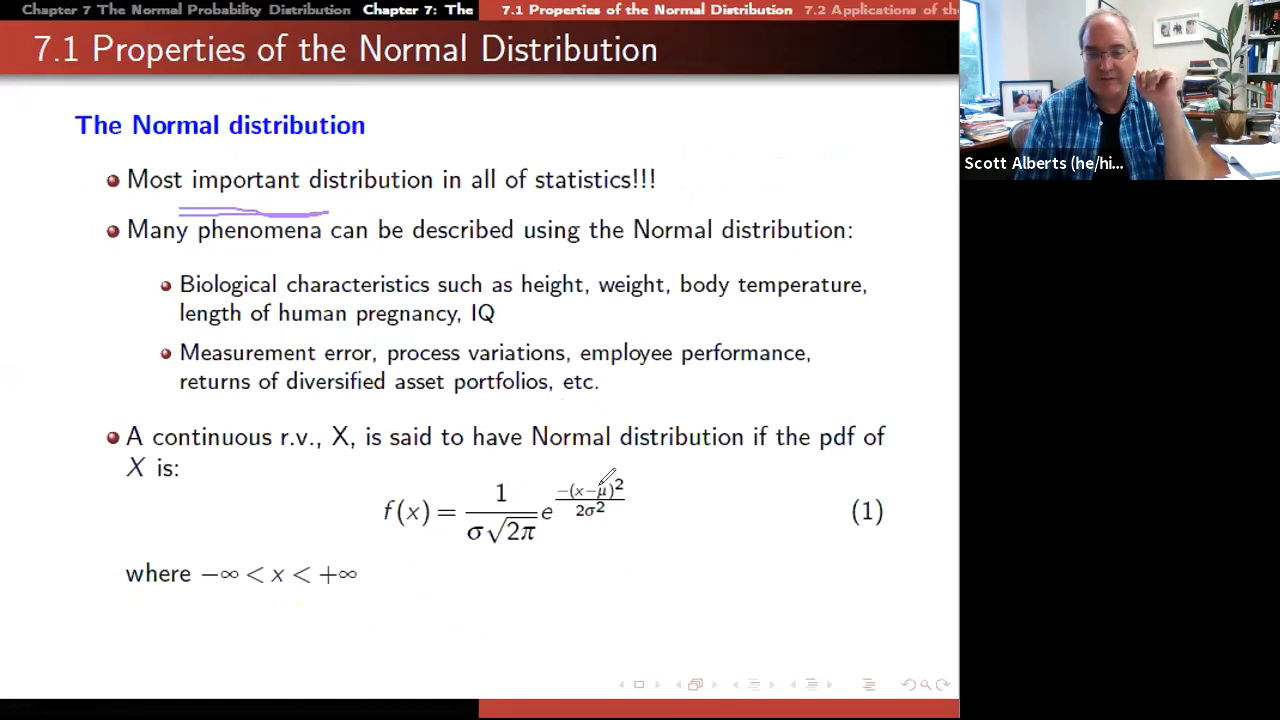 Chapter 7 The Normal Probability Distribution Chapter 7: The 7.1 Properties of the Normal Distribution 7.2 Applications of th
7.1 Properties of the Normal Distribution
The Normal distribution
Most important distribution in all of statistics!!!
Many phenomena can be described using the Normal distribution:
Biological characteristics such as height, weight, body temperature,
length of human pregnancy, IQ
Measurement error, process variations, employee performance,
returns of diversified asset portfolios, etc.
A continuous r.v., X, is said to have Normal distribution if the pdf of
X is:
f(x) = 1/(σ√2π) e^(−(x−μ)²/2σ²) (1)
where −∞ < x < +∞
Scott Alberts (he/hi...